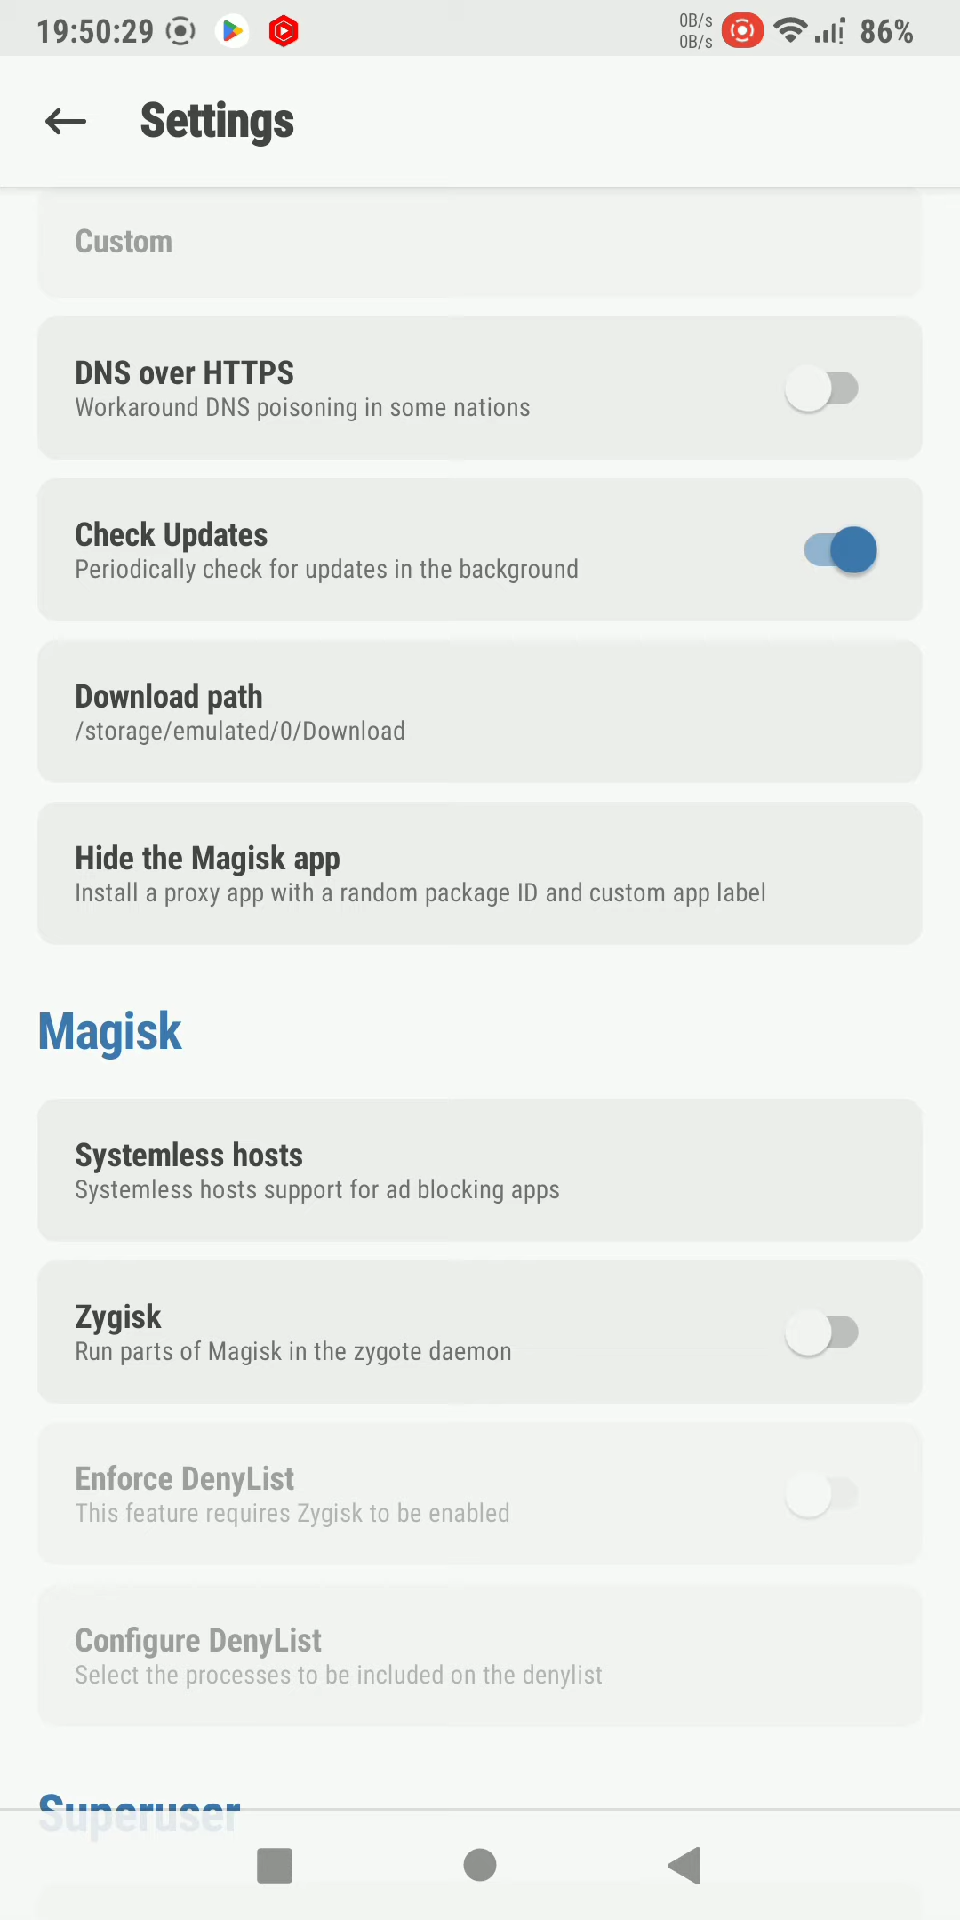 19:50:29
0B/s
0B/s
86%
Settings
Custom
DNS over HTTPS
Workaround DNS poisoning in some nations
Check Updates
Periodically check for updates in the background
Download path
/storage/emulated/0/Download
Hide the Magisk app
Install a proxy app with a random package ID and custom app label
Magisk
Systemless hosts
Systemless hosts support for ad blocking apps
Zygisk
Run parts of Magisk in the zygote daemon
Enforce DenyList
This feature requires Zygisk to be enabled
Configure DenyList
Select the processes to be included on the denylist
Superuser